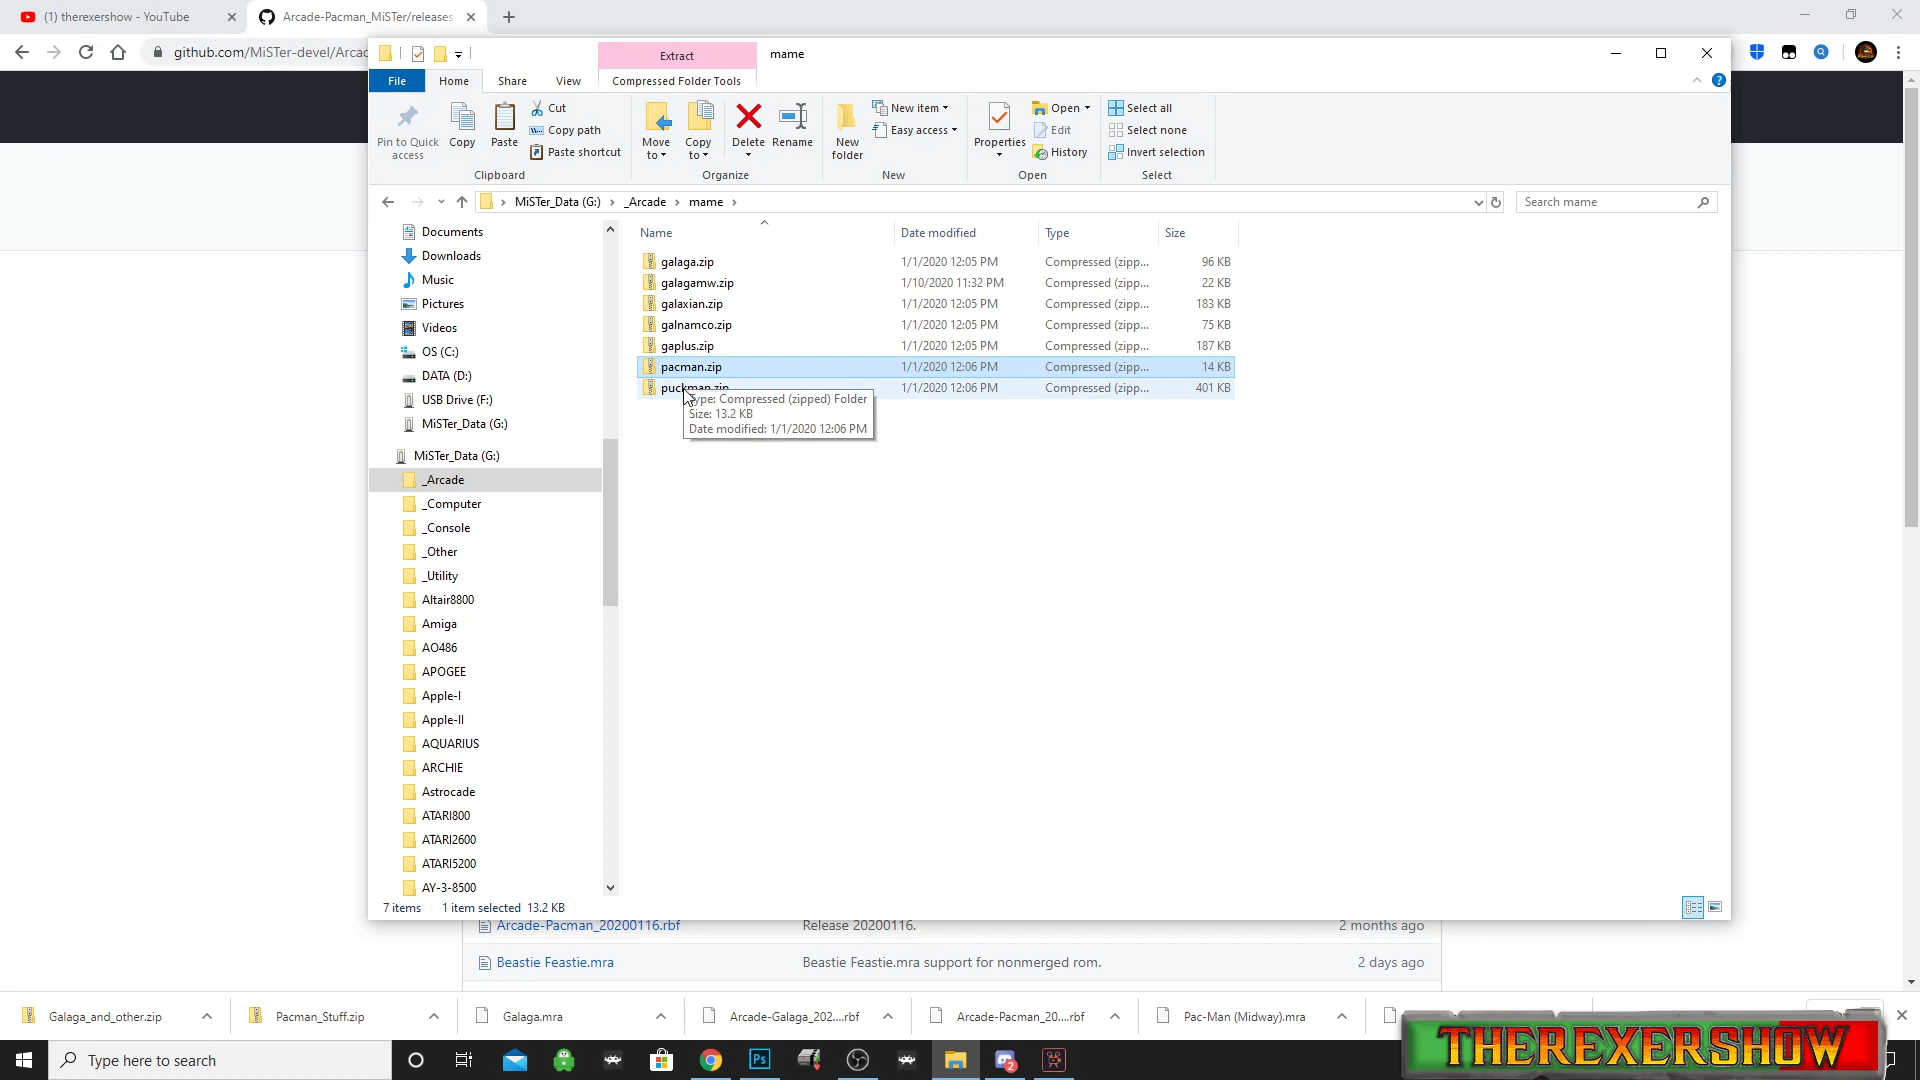 (1) therexershow - YouTube
Arcade-Pacman_MiSTer/releases
github.com/MiSTer-devel/Arcad
Extract
mame
File
Home
Share
View
Compressed Folder Tools
Pin to Quick access
Copy
Paste
Cut
Copy path
Paste shortcut
Clipboard
Move to
Copy to
Delete
Rename
Organize
New folder
New item
Easy access
New
Properties
Open
Edit
History
Open
Select all
Select none
Invert selection
Select
MiSTer_Data (G:)
_Arcade
mame
Search mame
Documents
Downloads
Music
Pictures
Videos
OS (C:)
DATA (D:)
USB Drive (F:)
MiSTer_Data (G:)
MiSTer_Data (G:)
_Arcade
_Computer
_Console
_Other
_Utility
Altair8800
Amiga
AO486
APOGEE
Apple-I
Apple-II
AQUARIUS
ARCHIE
Astrocade
ATARI800
ATARI2600
ATARI5200
AY-3-8500
Name Date modified Type Size
galaga.zip 1/1/2020 12:05 PM Compressed (zipp... 96 KB
galagamw.zip 1/10/2020 11:32 PM Compressed (zipp... 22 KB
galaxian.zip 1/1/2020 12:05 PM Compressed (zipp... 183 KB
galnamco.zip 1/1/2020 12:05 PM Compressed (zipp... 75 KB
gaplus.zip 1/1/2020 12:05 PM Compressed (zipp... 187 KB
pacman.zip 1/1/2020 12:06 PM Compressed (zipp... 14 KB
puckman.zip 1/1/2020 12:06 PM Compressed (zipp... 401 KB
Type: Compressed (zipped) Folder
Size: 13.2 KB
Date modified: 1/1/2020 12:06 PM
7 items 1 item selected 13.2 KB
Arcade-Pacman_20200116.rbf Release 20200116. 2 months ago
Beastie Feastie.mra Beastie Feastie.mra support for nonmerged rom. 2 days ago
Galaga_and_other.zip
Pacman_Stuff.zip
Galaga.mra
Arcade-Galaga_202....rbf
Arcade-Pacman_20....rbf
Pac-Man (Midway).mra
Type here to search
Ps
2
THEREXERSHOW